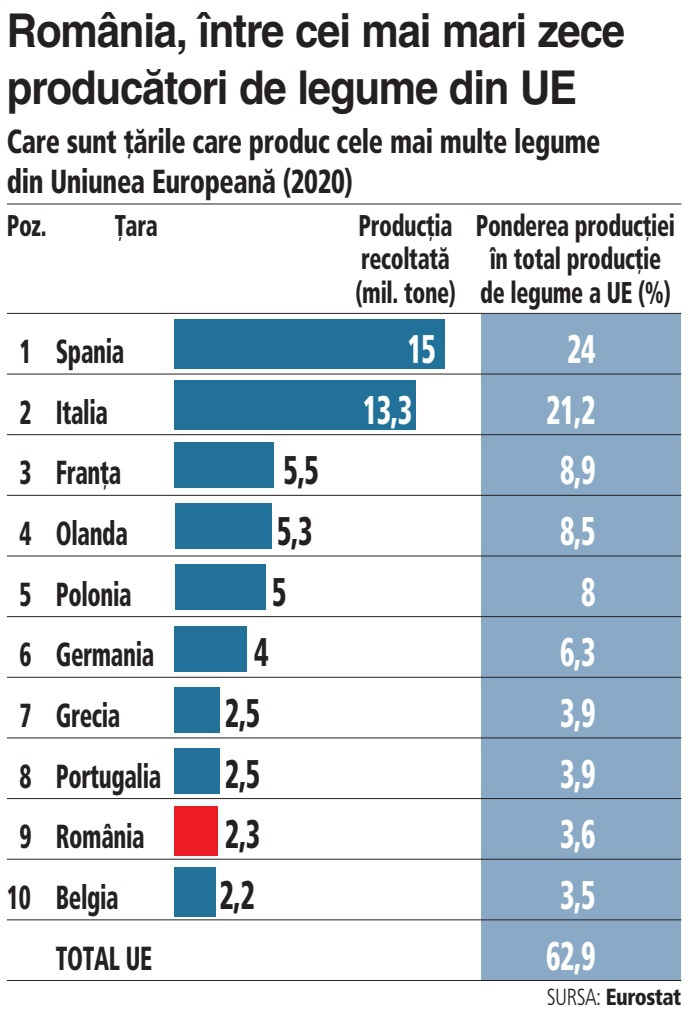 România, între cei mai mari zece
producători de legume din UE
Care sunt țările care produc cele mai multe legume
din Uniunea Europeană (2020)
Poz. Țara Producția recoltată (mil. tone) Ponderea producției în total producție de legume a UE (%)
1 Spania 15 24
2 Italia 13,3 21,2
3 Franța 5,5 8,9
4 Olanda 5,3 8,5
5 Polonia 5 8
6 Germania 4 6,3
7 Grecia 2,5 3,9
8 Portugalia 2,5 3,9
9 România 2,3 3,6
10 Belgia 2,2 3,5
TOTAL UE 62,9
SURSA: Eurostat